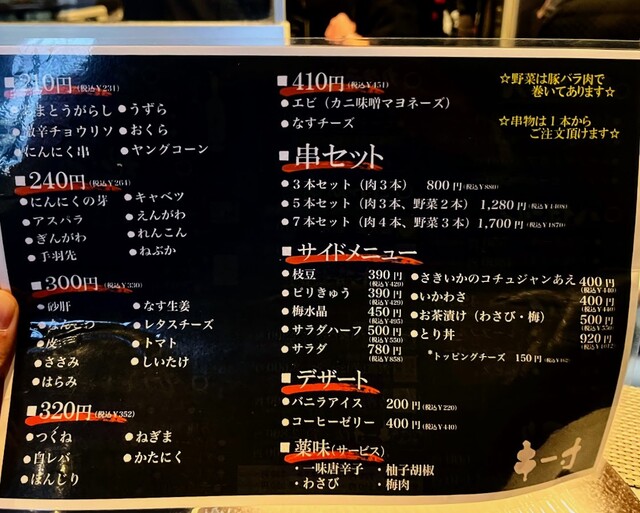 ■210円(税込¥231)
まとうがらし ●うずら
激辛チョウリソ ●おくら
●にんにく串 ●ヤングコーン
■240円(税込¥264)
●にんにくの芽 ●キャベツ
●アスパラ ●えんがわ
●ぎんがわ ●れんこん
●手羽先 ●ねぶか
■300円(税込¥330)
●砂肝 ●なす生姜
●レタスチーズ
●皮 ●トマト
●ささみ ●しいたけ
●はらみ
■320円(税込¥352)
●つくね ●ねぎま
●白レバ ●かたにく
●ぼんじり
■410円(税込¥451)
●エビ（カニ味噌マヨネーズ）
●なすチーズ
■串セット
●3本セット（肉3本） 800円(税込¥880)
●5本セット（肉3本、野菜2本） 1,280円(税込¥1408)
●7本セット（肉4本、野菜3本） 1,700円(税込¥1870)
■サイドメニュー
●枝豆 390円(税込¥429)
●ピリきゅう 390円(税込¥429)
●梅水晶 450円(税込¥495)
●サラダハーフ 500円(税込¥550)
●サラダ 780円(税込¥858)
●さきいかのコチュジャンあえ 400円(税込¥440)
●いかわさ 400円(税込¥440)
●お茶漬け（わさび・梅） 500円(税込¥550)
●とり丼 920円(税込¥1012)
*トッピングチーズ 150円
■デザート
●バニラアイス 200円(税込¥220)
●コーヒーゼリー 400円(税込¥440)
■薬味(サービス)
・一味唐辛子 ・柚子胡椒
・わさび ・梅肉
☆野菜は豚バラ肉で
巻いてあります☆
☆串物は1本から
ご注文頂けます☆
串一才